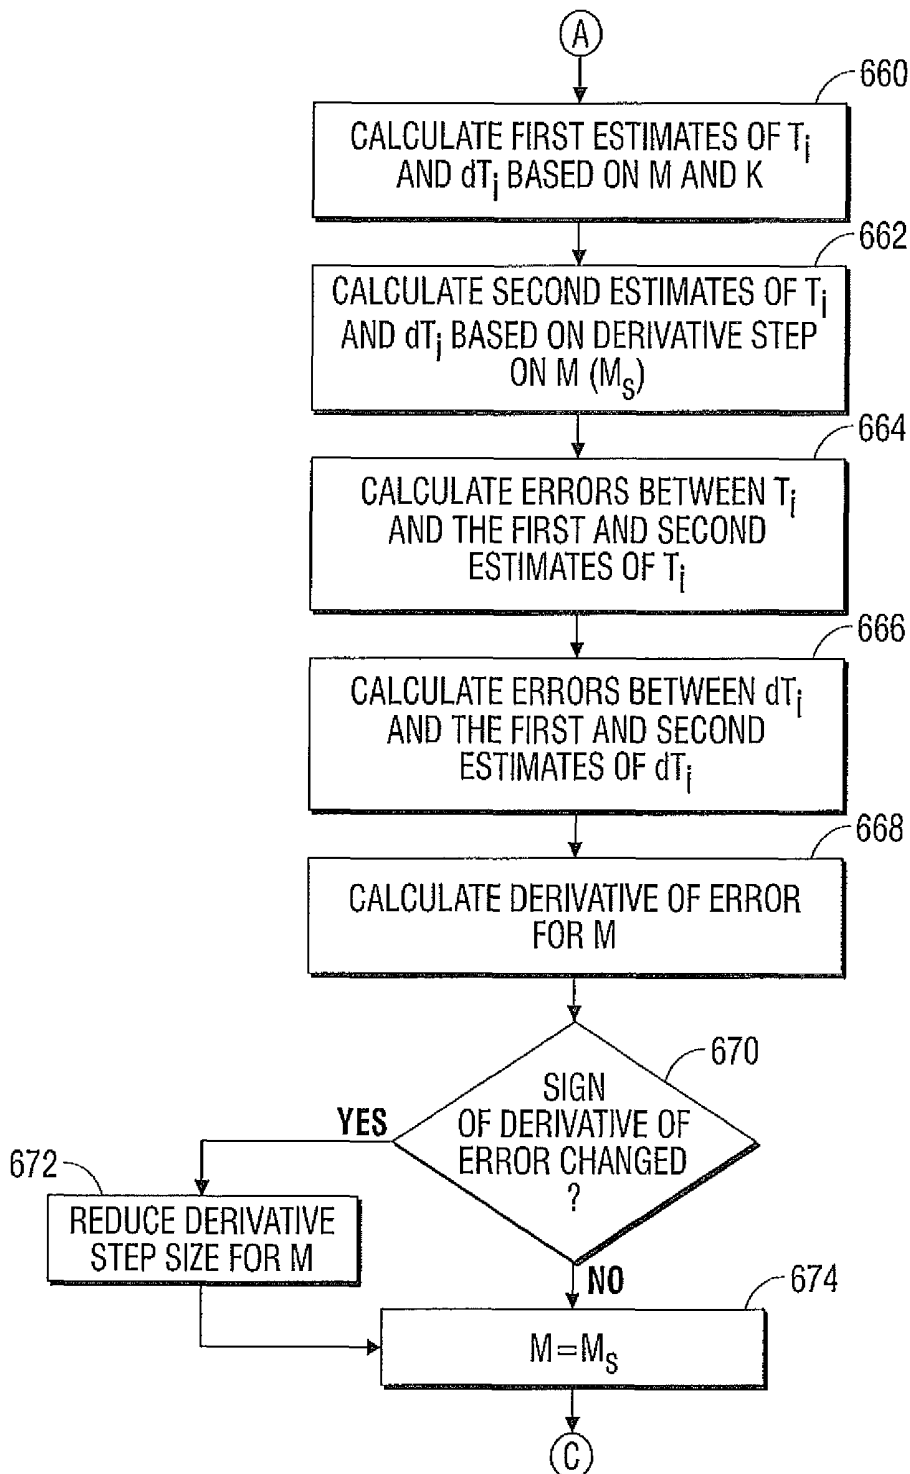 A
660
CALCULATE FIRST ESTIMATES OF Ti
AND dTi BASED ON M AND K
662
CALCULATE SECOND ESTIMATES OF Ti
AND dTi BASED ON DERIVATIVE STEP
ON M (MS)
664
CALCULATE ERRORS BETWEEN Ti
AND THE FIRST AND SECOND
ESTIMATES OF Ti
666
CALCULATE ERRORS BETWEEN dTi
AND THE FIRST AND SECOND
ESTIMATES OF dTi
668
CALCULATE DERIVATIVE OF ERROR
FOR M
670
SIGN
OF DERIVATIVE OF
ERROR CHANGED
?
YES
672
REDUCE DERIVATIVE
STEP SIZE FOR M
NO
674
M=MS
C